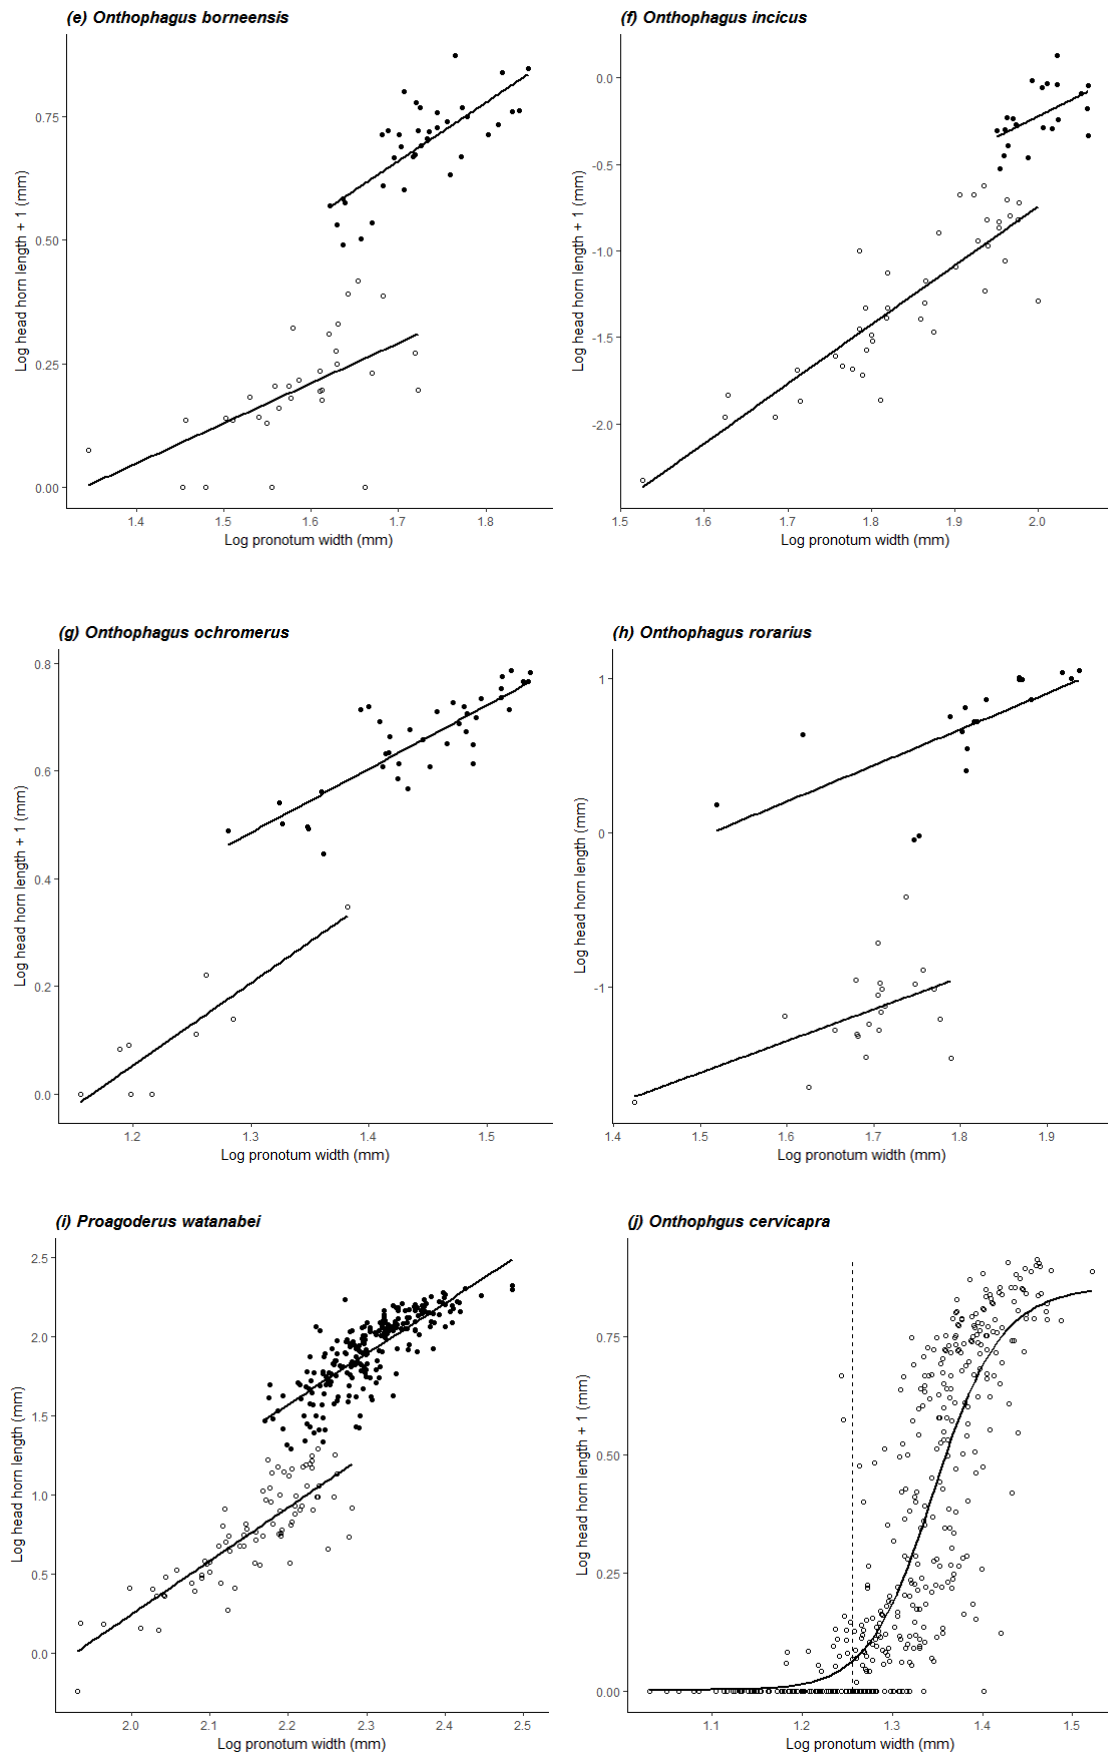 (e) Onthophagus borneensis
Log head horn length + 1 (mm)
0.75
0.50
0.25
0.00
1.4 1.5 1.6 1.7 1.8
Log pronotum width (mm)
(f) Onthophagus incicus
Log head horn length + 1 (mm)
0.0
-0.5
-1.0
-1.5
-2.0
1.5 1.6 1.7 1.8 1.9 2.0
Log pronotum width (mm)
(g) Onthophagus ochromerus
Log head horn length + 1 (mm)
0.8
0.6
0.4
0.2
0.0
1.2 1.3 1.4 1.5
Log pronotum width (mm)
(h) Onthophagus rorarius
Log head horn length (mm)
1
0
-1
1.4 1.5 1.6 1.7 1.8 1.9
Log pronotum width (mm)
(i) Proagoderus watanabei
Log head horn length (mm)
2.5
2.0
1.5
1.0
0.5
0.0
2.0 2.1 2.2 2.3 2.4 2.5
Log pronotum width (mm)
(j) Onthophgus cervicapra
Log head horn length + 1 (mm)
0.75
0.50
0.25
0.00
1.1 1.2 1.3 1.4 1.5
Log pronotum width (mm)